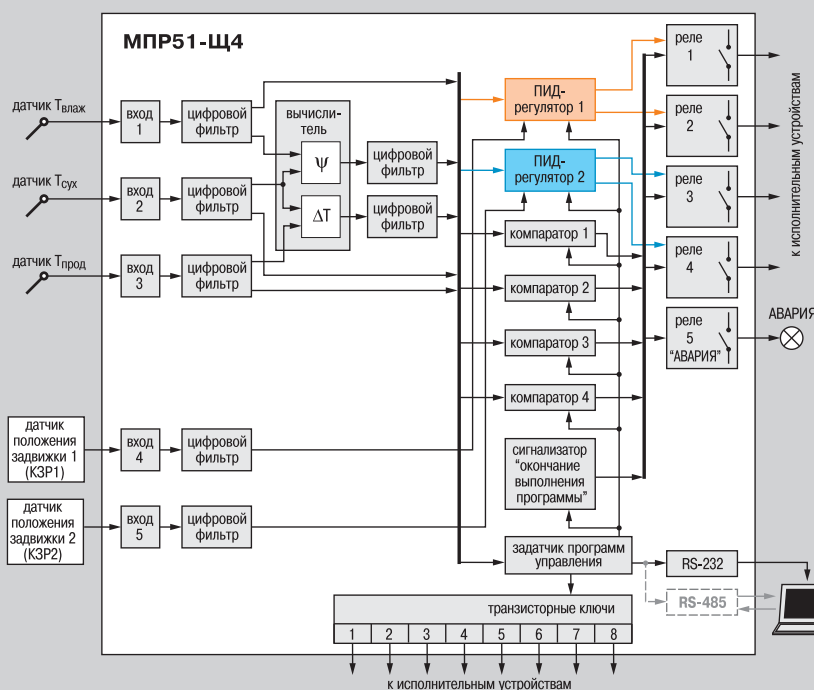 МПР51-Щ4
датчик Твлаж
вход
1
цифровой
фильтр
датчик Тсух
вход
2
цифровой
фильтр
датчик Тпрод
вход
3
цифровой
фильтр
вычисли-
тель
Ψ
ΔT
цифровой
фильтр
цифровой
фильтр
датчик
положения
задвижки 1
(КЗР1)
вход
4
цифровой
фильтр
датчик
положения
задвижки 2
(КЗР2)
вход
5
цифровой
фильтр
ПИД-
регулятор 1
ПИД-
регулятор 2
компаратор 1
компаратор 2
компаратор 3
компаратор 4
сигнализатор
"окончание
выполнения
программы"
задатчик программ
управления
реле
1
реле
2
реле
3
реле
4
реле
5
"АВАРИЯ"
к исполнительным устройствам
АВАРИЯ
RS-232
RS-485
транзисторные ключи
1 2 3 4 5 6 7 8
к исполнительным устройствам